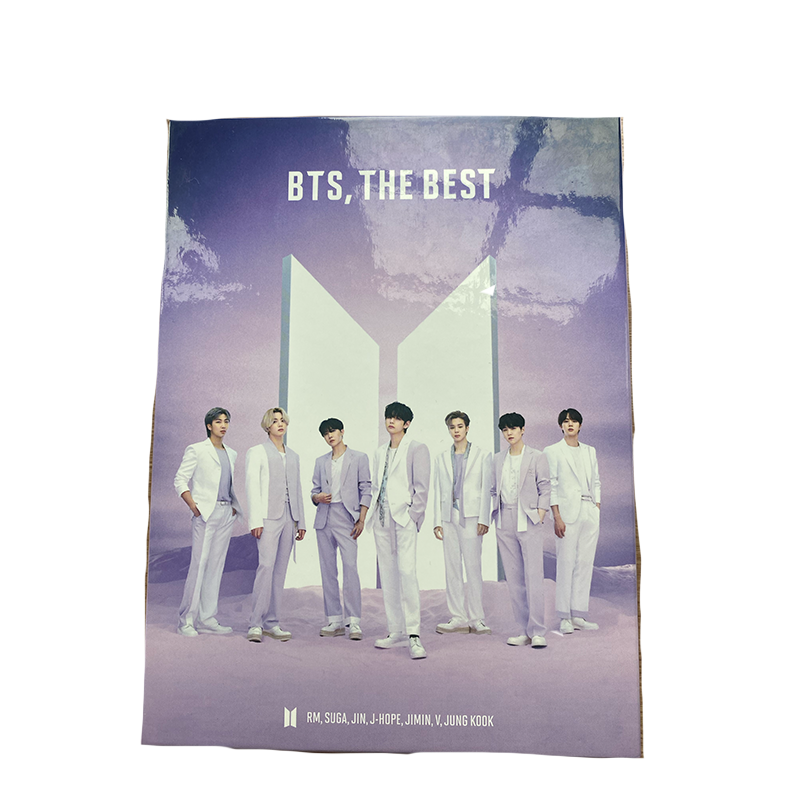 BTS, THE BEST
RM, SUGA, JIN, J-HOPE, JIMIN, V, JUNG KOOK